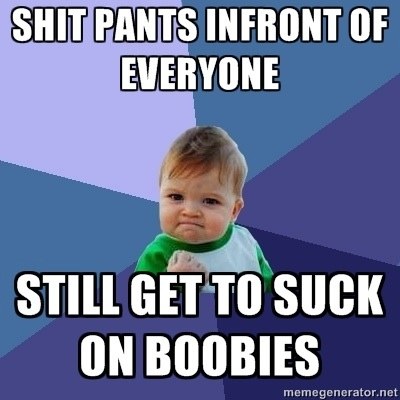 SHIT PANTS INFRONT OF
EVERYONE
STILL GET TO SUCK
ON BOOBIES
memegenerator.net